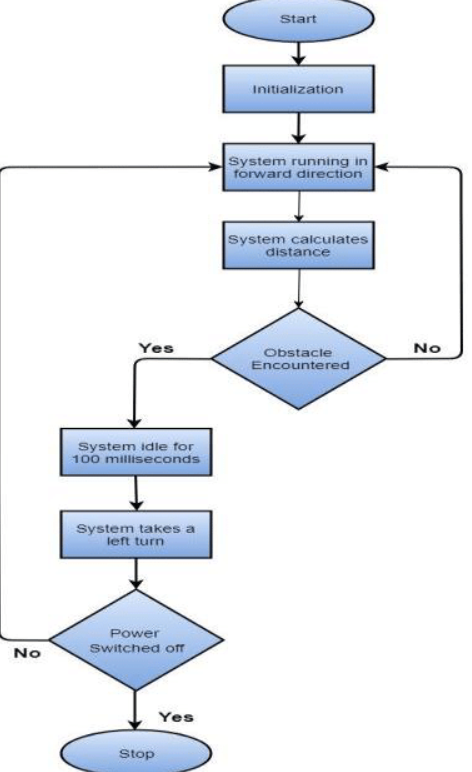 Start
Initialization
System running in
forward direction
System calculates
distance
Obstacle
Encountered
Yes
No
System idle for
100 milliseconds
System takes a
left turn
Power
Switched off
No
Yes
Stop